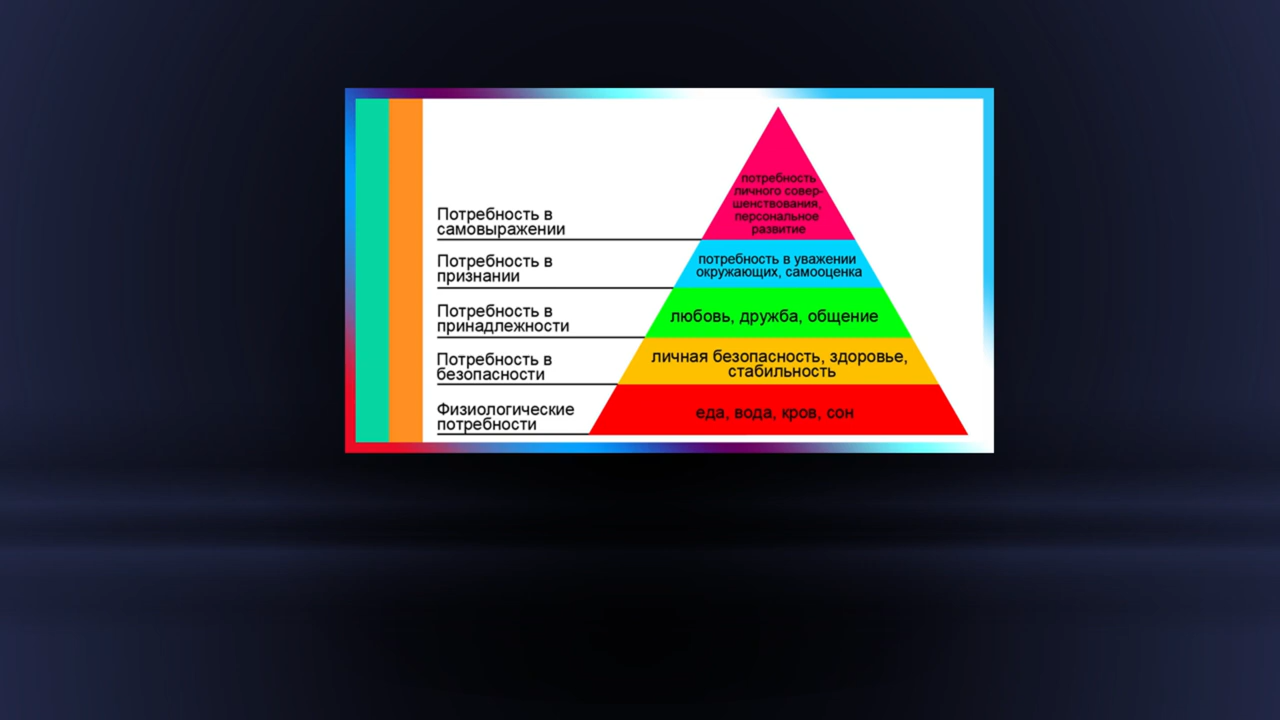 потребность
личного совер-
шенствования,
персональное
развитие
Потребность в
самовыражении
потребность в уважении
окружающих, самооценка
Потребность в
признании
любовь, дружба, общение
Потребность в
принадлежности
личная безопасность, здоровье,
стабильность
Потребность в
безопасности
еда, вода, кров, сон
Физиологические
потребности